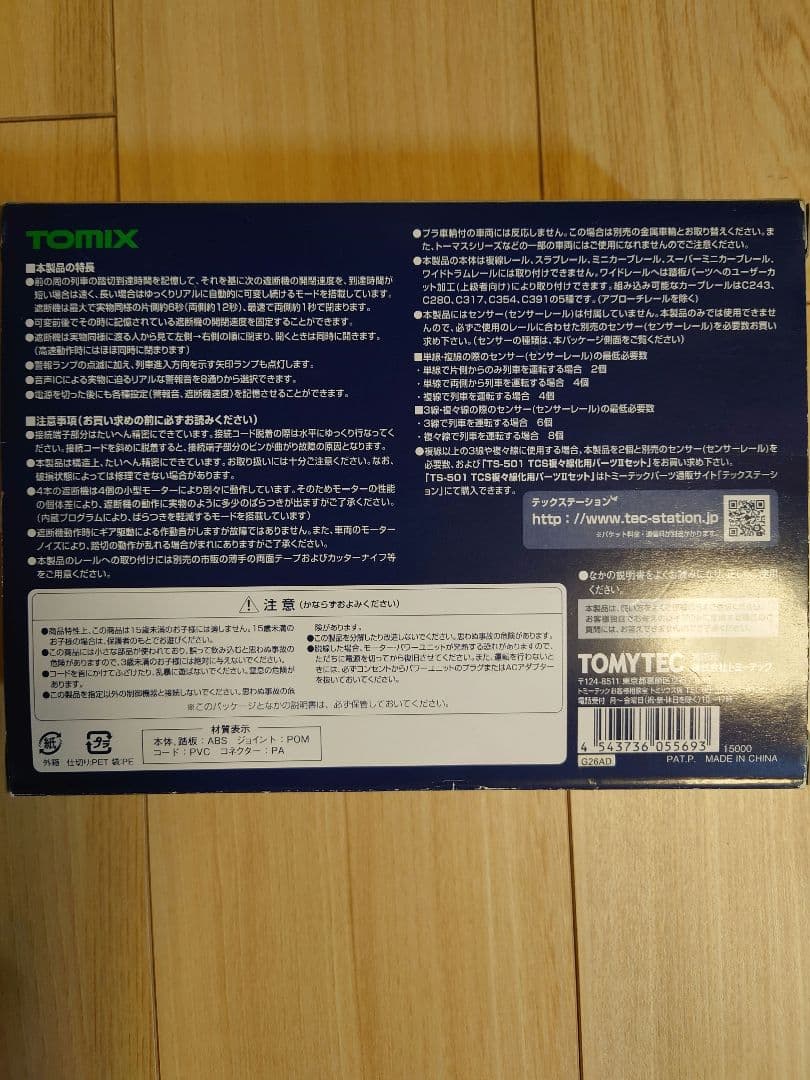 TOMIX
■本製品の特長
●前の周の列車の踏切到達時間を記憶して、それを基に次の遮断機の開閉速度を、到達時間が
短い場合は速く、長い場合はゆっくりリアルに自動的に可変し続けるモードを搭載しています。
遮断機は最大で実物同様の片側約6秒(両側約12秒)、最速で両側約1秒で閉まります。
●可変前後でその時に記憶されている遮断機の開閉速度を固定することができます。
●遮断機は実物同様に渡る人から見て左側→右側の順に閉まり、開くときは同時に開きます。
(高速動作時にはほぼ同時に閉まります)
●警報ランプの点滅に加え、列車進入方向を示す矢印ランプも点灯します。
●音声ICによる実物に迫るリアルな警報音を8通りから選択できます。
●電源を切った後にも各種設定(警報音、遮断機速度)を記憶させることができます。
■注意事項(お買い求めの前に必ずお読みください)
●接続端子部分はたいへん精密にできています。接続コード脱着の際は水平にゆっくり行なってく
ださい。接続コードを斜めに脱着すると、接続端子部分のピンが曲がり故障の原因となります。
●本製品は構造上、たいへん精密にできています。お取り扱いには十分ご注意ください。なお、
破損状態によっては修理できない場合があります。
●4本の遮断機は4個の小型モーターにより別々に動作しています。そのためモーターの性能
の個体差により、遮断機の動作に実物のように多少のばらつきが出ますがご了承ください。
(内蔵プログラムにより、ばらつきを軽減するモードを搭載しています)
●遮断機動作時にギア駆動による作動音がしますが故障ではありません。また、車両のモーター
ノイズにより、踏切の動作が乱れる場合がまれにありますがご了承ください。
●本製品のレールへの取り付けには別売の市販の薄手の両面テープおよびカッターナイフ等
をご用意ください。
●プラ車輪付の車両には反応しません。この場合は別売の金属車輪とお取り替えください。ま
た、トーマスシリーズなどの一部の車両にはご使用になれませんのでご注意ください。
●本製品の本体は複線レール、スラブレール、ミニカーブレール、スーパーミニカーブレール、
ワイドトラムレールには取り付けできません。ワイドレールへは踏板パーツへのユーザーカ
ット加工(上級者向け)により取り付けできます。組み込み可能なカーブレールはC243、
C280、C317、C354、C391の5種です。(アプローチレールを除く)
●本製品にはセンサー(センサーレール)は付属していません。本製品のみでは使用できませ
んので、必ずご使用のレールに合わせた別売のセンサー(センサーレール)を必要数お買い
求め下さい。(センサーの種類は、本パッケージ側面をご覧ください)
■単線・複線の際のセンサー(センサーレール)の最低必要数
・単線で片側からのみ列車を運転する場合 2個
・単線で両側から列車を運転する場合 4個
・複線で列車を運転する場合 4個
■3線・複々線の際のセンサー(センサーレール)の最低必要数
・3線で列車を運転する場合 6個
・複々線で列車を運転する場合 8個
●複線以上の3線や複々線に使用する場合、本製品を2個と別売のセンサー(センサーレール)を
必要数、および「TS-501 TCS複々線化用パーツⅡセット」をお買い求め下さい。
「TS-501 TCS複々線化用パーツⅡセット」はトミーテックパーツ通販サイト「テックステーシ
ョン」にて購入できます。
テックステーション
http://www.tec-station.jp
※パケット料金・通信料が別途かかります。
●なかの説明書をよくお読みになり、正しくご使用
ください。
⚠ 注意 (かならずおよみください)
●商品特性上、この商品は15歳未満のお子様には適しません。15歳未満の
お子様の場合は、保護者のもとでお遊びください。
●この商品には小さな部品が使われており、誤って飲み込むと思わぬ事故の
危険がありますので、3歳未満のお子様には絶対に与えないでください。
●コードを首にかけてふざけたり、乱暴に遊ばないでください。窒息の危険が
あります。
●この製品を指定以外の制御機器と接続しないでください。思わぬ事故の危
険があります。
●この製品を分解したり改造しないでください。思わぬ事故の危険があります。
●脱線した場合、モーター・パワーユニットが発熱する恐れがありますので、
ただちに電源を切ってから復旧させてください。また、運転を行わないと
きには、必ずコンセントからパワーユニットのプラグまたはACアダプター
を抜いておいてください。
※このパッケージとなかの説明書は、必ず保管しておいてください。
紙
外箱
プラ
仕切り:PET 袋:PE
材質表示
本体、踏板:ABS ジョイント:POM
コード:PVC コネクター:PA
TOMYTEC 株式会社トミーテック
4 543736 055693
15000
G26AD
PAT.P. MADE IN CHINA